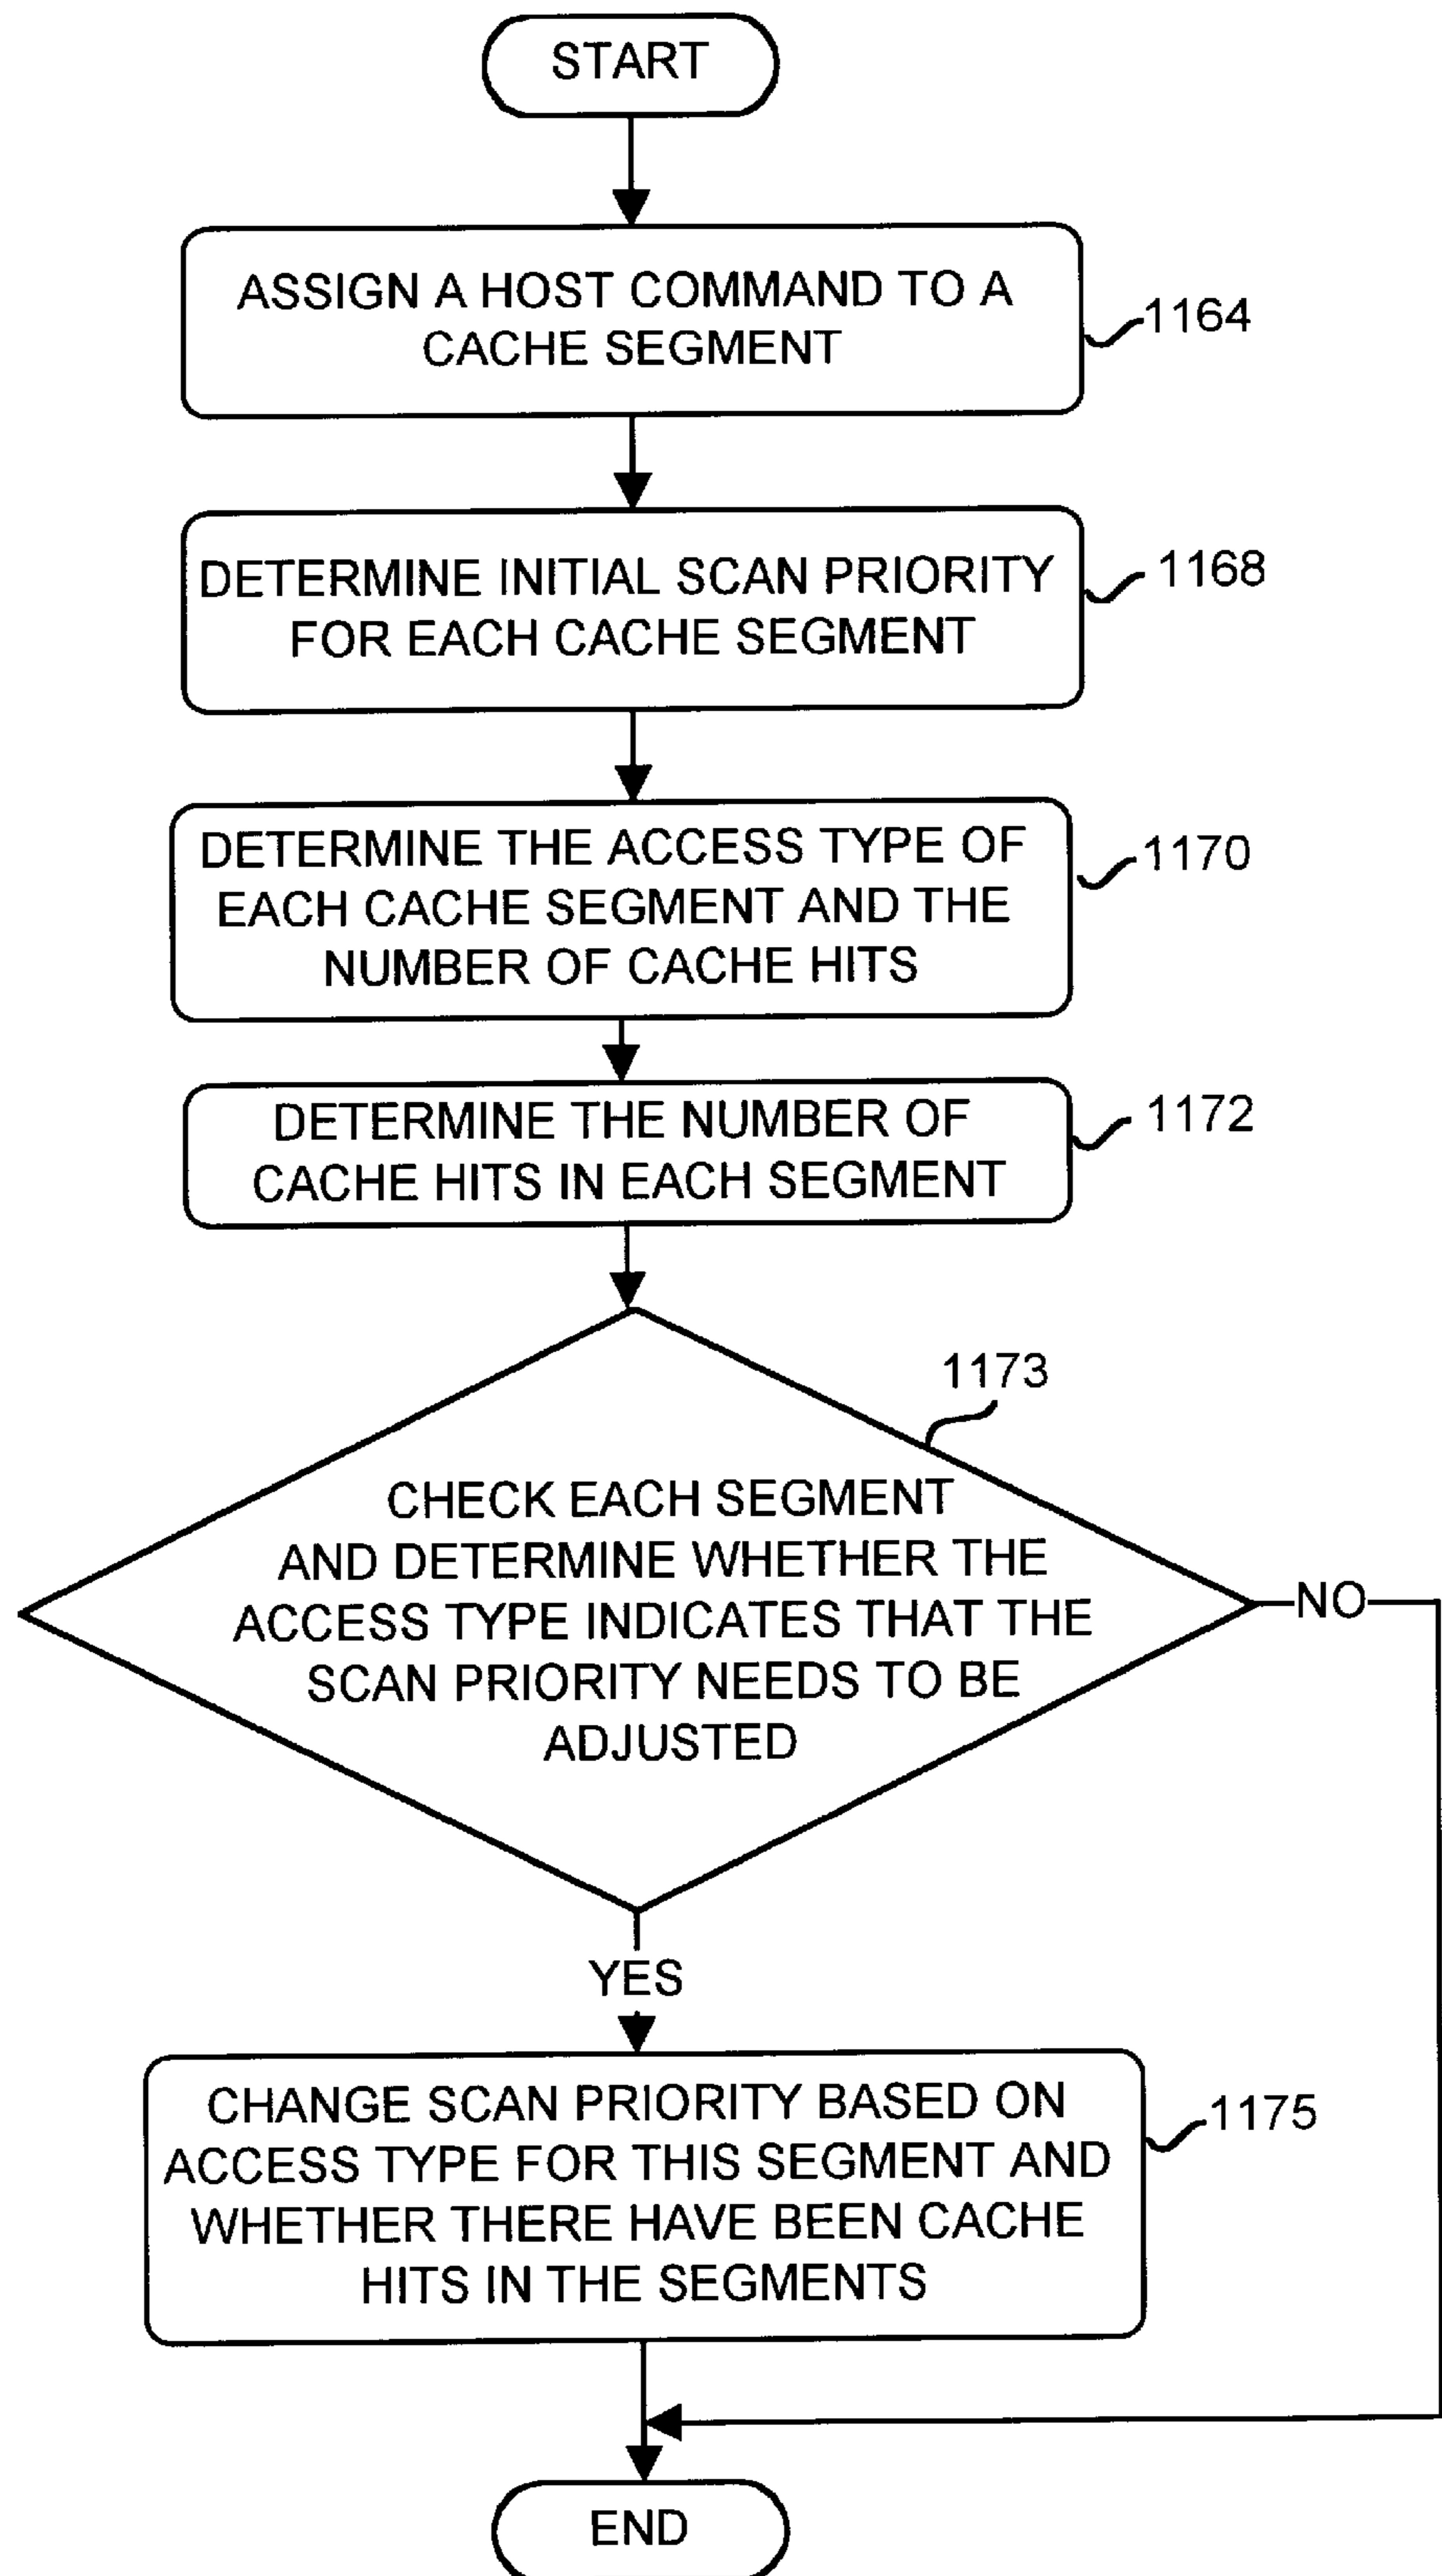 START
ASSIGN A HOST COMMAND TO A
CACHE SEGMENT
1164
DETERMINE INITIAL SCAN PRIORITY
FOR EACH CACHE SEGMENT
1168
DETERMINE THE ACCESS TYPE OF
EACH CACHE SEGMENT AND THE
NUMBER OF CACHE HITS
1170
DETERMINE THE NUMBER OF
CACHE HITS IN EACH SEGMENT
1172
1173
CHECK EACH SEGMENT
AND DETERMINE WHETHER THE
ACCESS TYPE INDICATES THAT THE
SCAN PRIORITY NEEDS TO BE
ADJUSTED
NO
YES
CHANGE SCAN PRIORITY BASED ON
ACCESS TYPE FOR THIS SEGMENT AND
WHETHER THERE HAVE BEEN CACHE
HITS IN THE SEGMENTS
1175
END